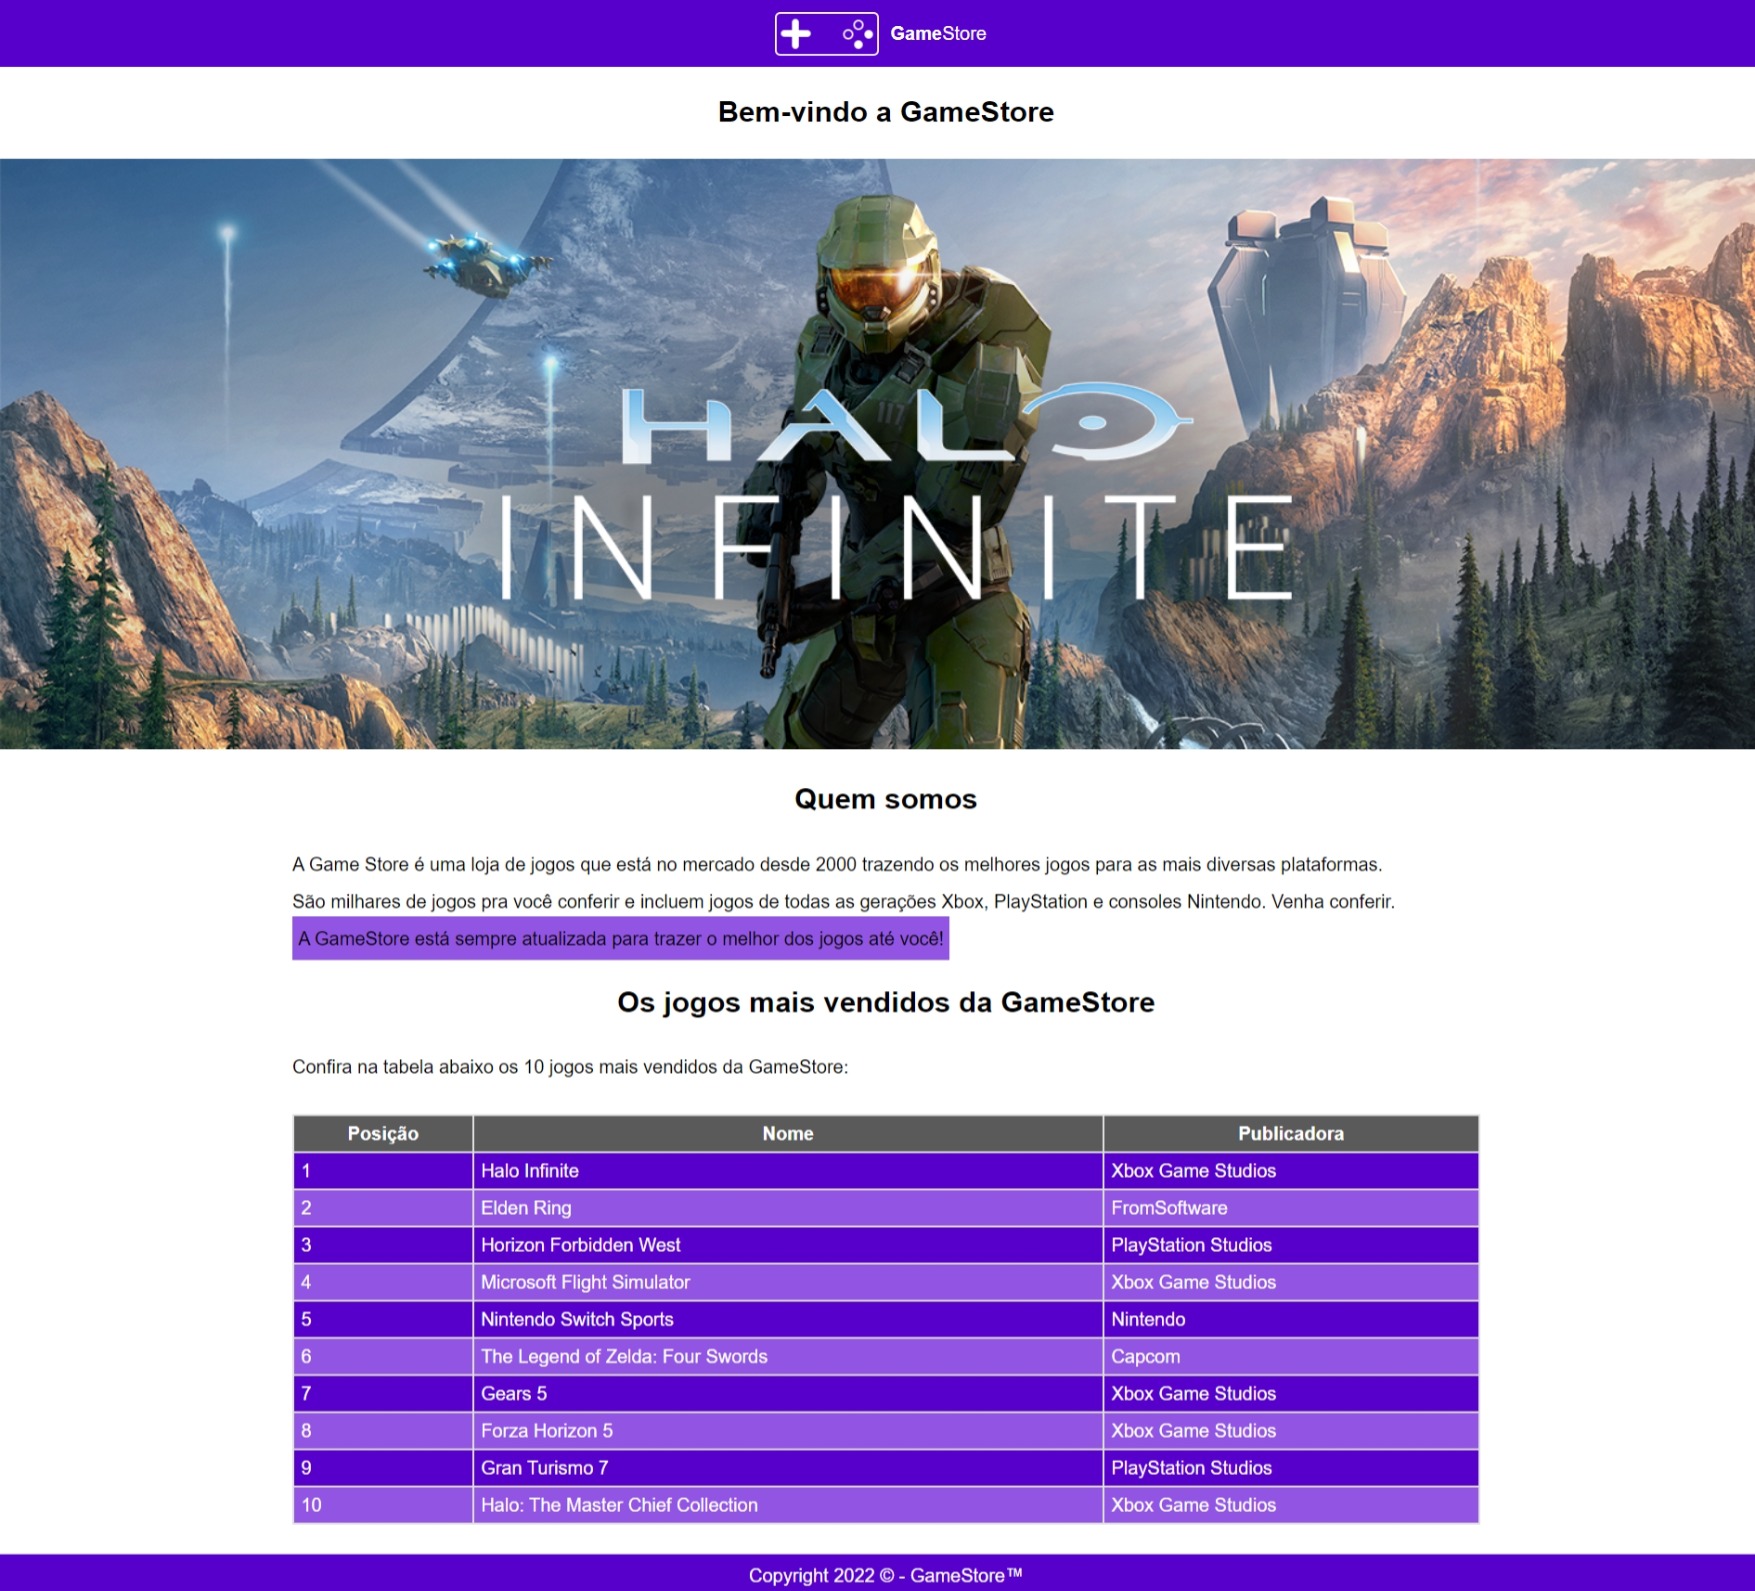 GameStore
Bem-vindo a GameStore
117
HALO
INFINITE
Quem somos
A Game Store é uma loja de jogos que está no mercado desde 2000 trazendo os melhores jogos para as mais diversas plataformas.
São milhares de jogos pra você conferir e incluem jogos de todas as gerações Xbox, PlayStation e consoles Nintendo. Venha conferir.
A GameStore está sempre atualizada para trazer o melhor dos jogos até você!
Os jogos mais vendidos da GameStore
Confira na tabela abaixo os 10 jogos mais vendidos da GameStore:
Posição Nome Publicadora
1 Halo Infinite Xbox Game Studios
2 Elden Ring FromSoftware
3 Horizon Forbidden West PlayStation Studios
4 Microsoft Flight Simulator Xbox Game Studios
5 Nintendo Switch Sports Nintendo
6 The Legend of Zelda: Four Swords Capcom
7 Gears 5 Xbox Game Studios
8 Forza Horizon 5 Xbox Game Studios
9 Gran Turismo 7 PlayStation Studios
10 Halo: The Master Chief Collection Xbox Game Studios
Copyright 2022 © - GameStore™